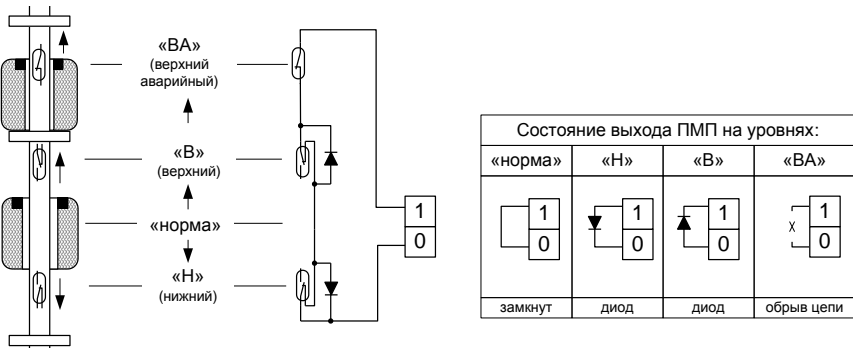 «ВА»
(верхний
аварийный)
«В»
(верхний)
«норма»
«Н»
(нижний)
1
0
Состояние выхода ПМП на уровнях:
«норма» «Н» «В» «ВА»
1 1 1 1
0 0 0 0
замкнут диод диод обрыв цепи